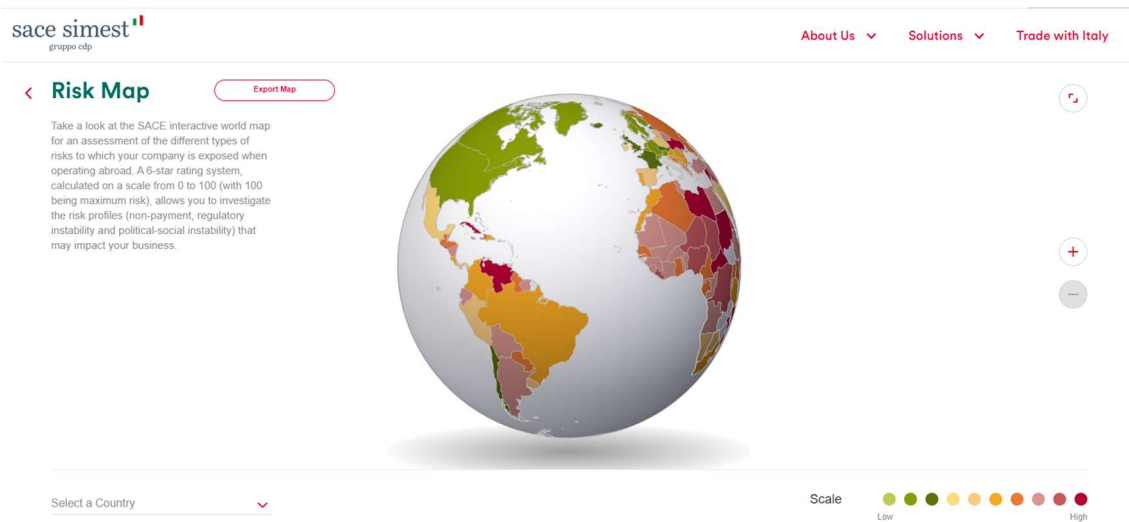 sace simest
gruppo cdp
About Us
Solutions
Trade with Italy
Risk Map
Export Map
Take a look at the SACE interactive world map
for an assessment of the different types of
risks to which your company is exposed when
operating abroad. A 6-star rating system,
calculated on a scale from 0 to 100 (with 100
being maximum risk), allows you to investigate
the risk profiles (non-payment, regulatory
instability and political-social instability) that
may impact your business.
Select a Country
Scale
Low
High